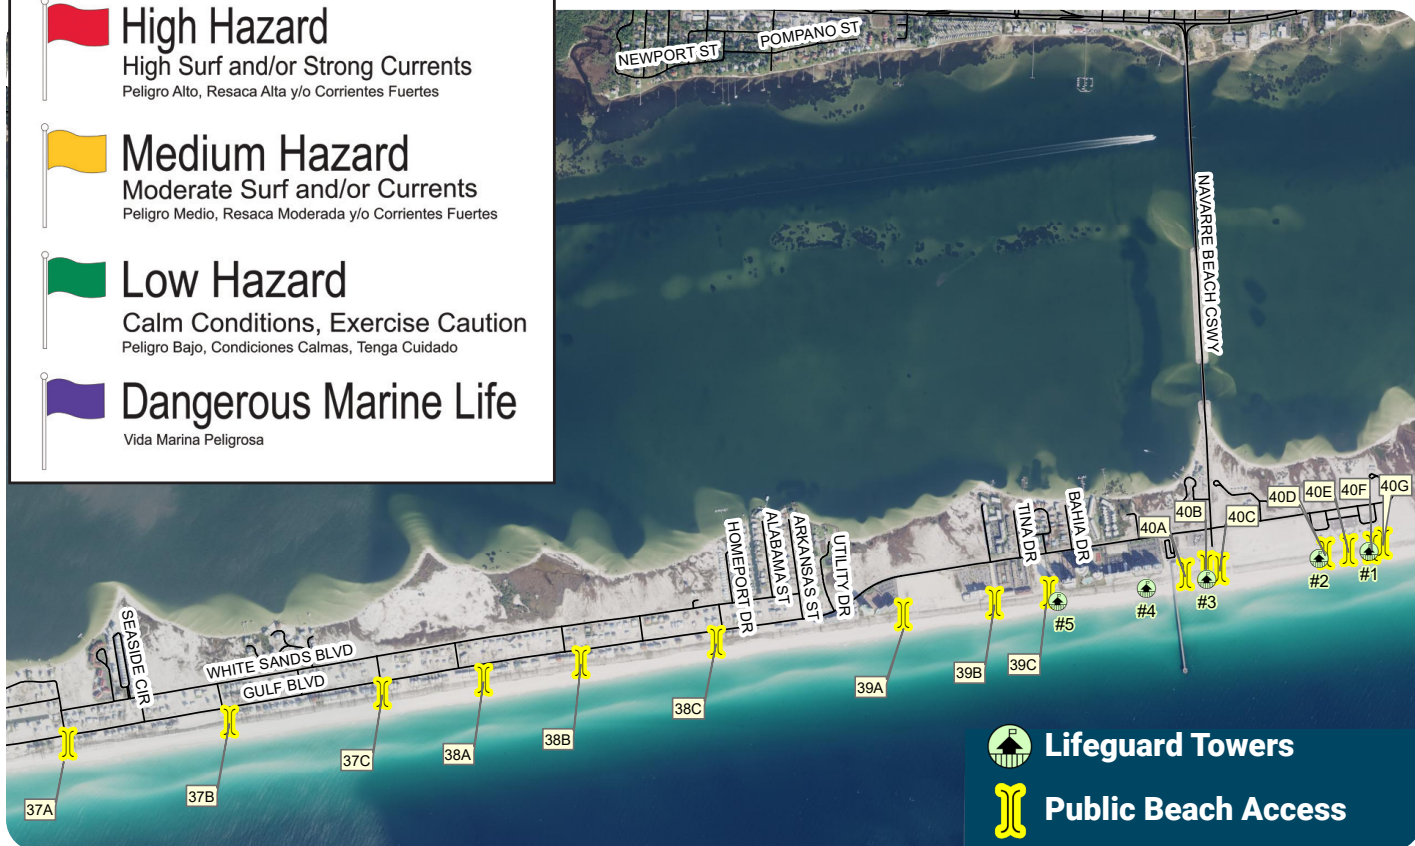 High Hazard
High Surf and/or Strong Currents
Peligro Alto, Resaca Alta y/o Corrientes Fuertes
Medium Hazard
Moderate Surf and/or Currents
Peligro Medio, Resaca Moderada y/o Corrientes Fuertes
Low Hazard
Calm Conditions, Exercise Caution
Peligro Bajo, Condiciones Calmas, Tenga Cuidado
Dangerous Marine Life
Vida Marina Peligrosa
NEWPORT ST
POMPANO ST
NAVARRE BEACH CSWY
SEASIDE CIR
WHITE SANDS BLVD
GULF BLVD
HOMEPORT DR
ALABAMA ST
ARKANSAS ST
UTILITY DR
TINA DR
BAHIA DR
37A
37B
37C
38A
38B
38C
39A
39B
39C
40A
40B
40C
40D
40E
40F
40G
#5
#4
#3
#2
#1
Lifeguard Towers
Public Beach Access